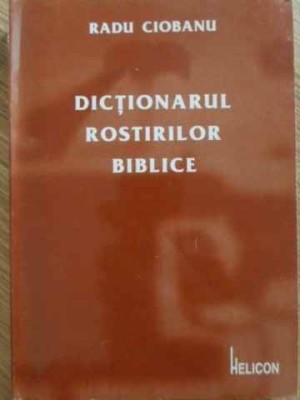 RADU CIOBANU
DICȚIONARUL
ROSTIRILOR
BIBLICE
HELICON